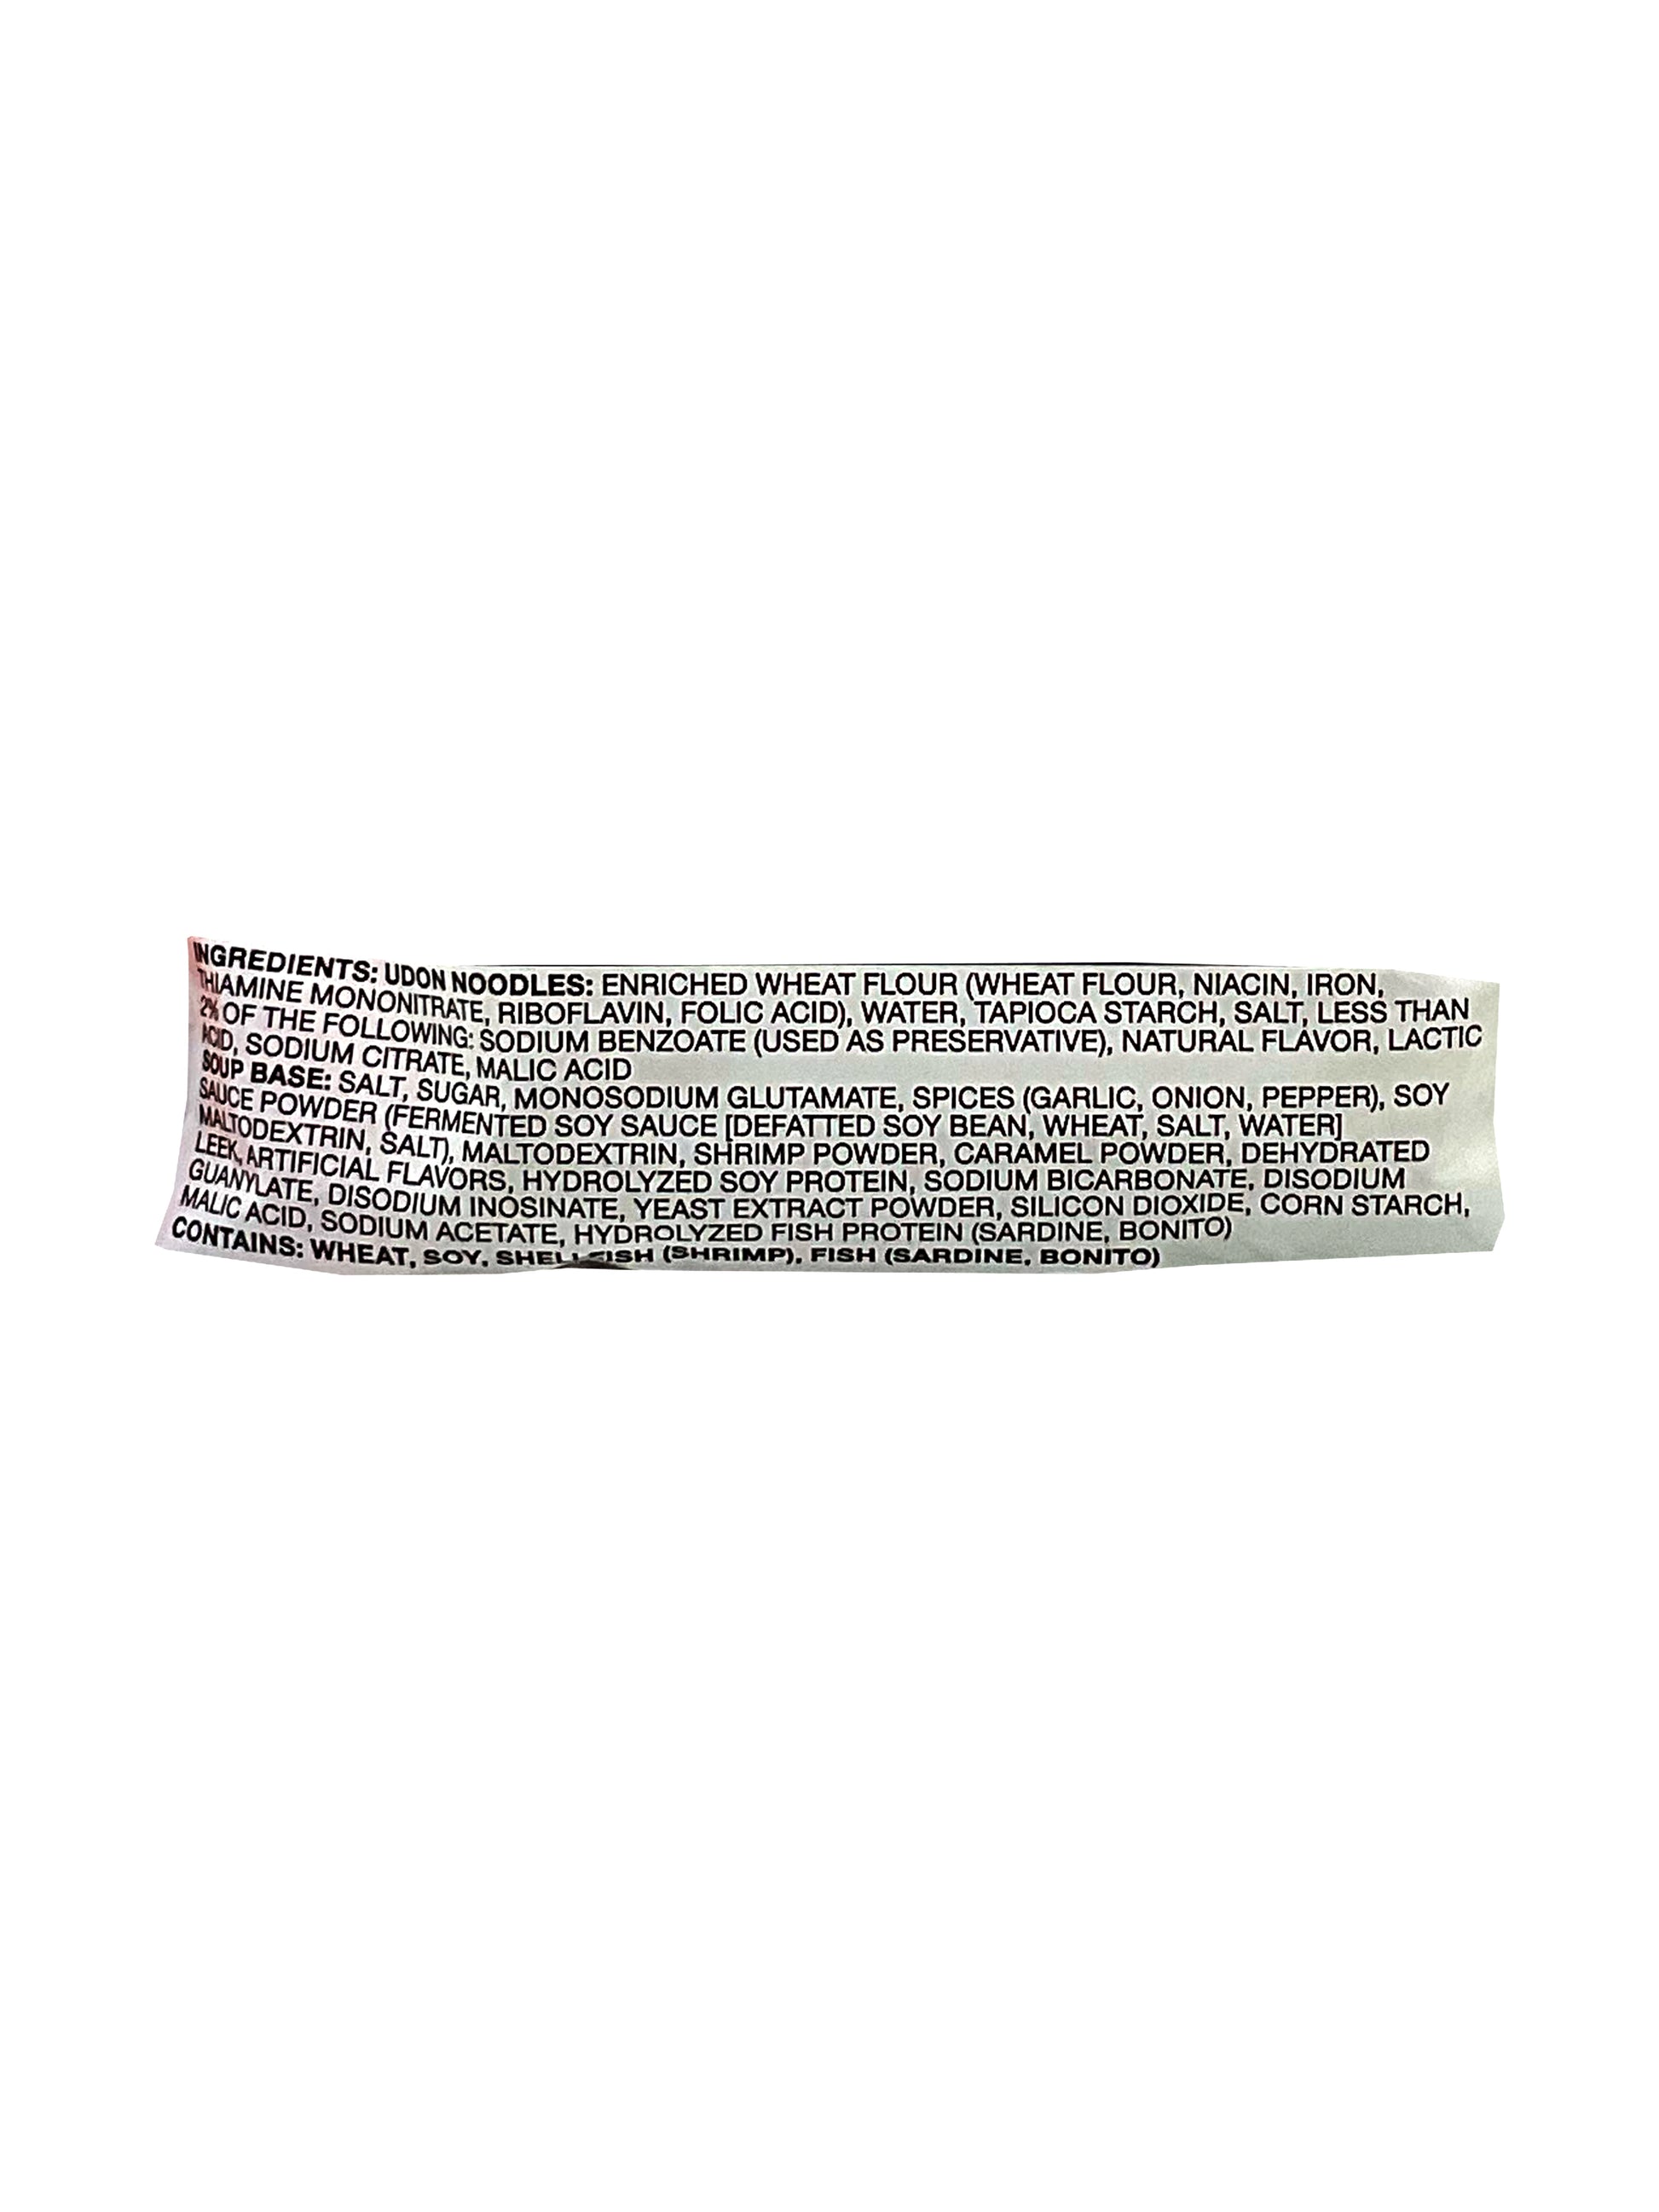 INGREDIENTS: UDON NOODLES: ENRICHED WHEAT FLOUR (WHEAT FLOUR, NIACIN, IRON,
THIAMINE MONONITRATE, RIBOFLAVIN, FOLIC ACID), WATER, TAPIOCA STARCH, SALT, LESS THAN
2% OF THE FOLLOWING: SODIUM BENZOATE (USED AS PRESERVATIVE), NATURAL FLAVOR, LACTIC
ACID, SODIUM CITRATE, MALIC ACID
SOUP BASE: SALT, SUGAR, MONOSODIUM GLUTAMATE, SPICES (GARLIC, ONION, PEPPER), SOY
SAUCE POWDER (FERMENTED SOY SAUCE [DEFATTED SOY BEAN, WHEAT, SALT, WATER]
MALTODEXTRIN, SALT), MALTODEXTRIN, SHRIMP POWDER, CARAMEL POWDER, DEHYDRATED
LEEK, ARTIFICIAL FLAVORS, HYDROLYZED SOY PROTEIN, SODIUM BICARBONATE, DISODIUM
GUANYLATE, DISODIUM INOSINATE, YEAST EXTRACT POWDER, SILICON DIOXIDE, CORN STARCH,
MALIC ACID, SODIUM ACETATE, HYDROLYZED FISH PROTEIN (SARDINE, BONITO)
CONTAINS: WHEAT, SOY, SHELLFISH (SHRIMP), FISH (SARDINE, BONITO)